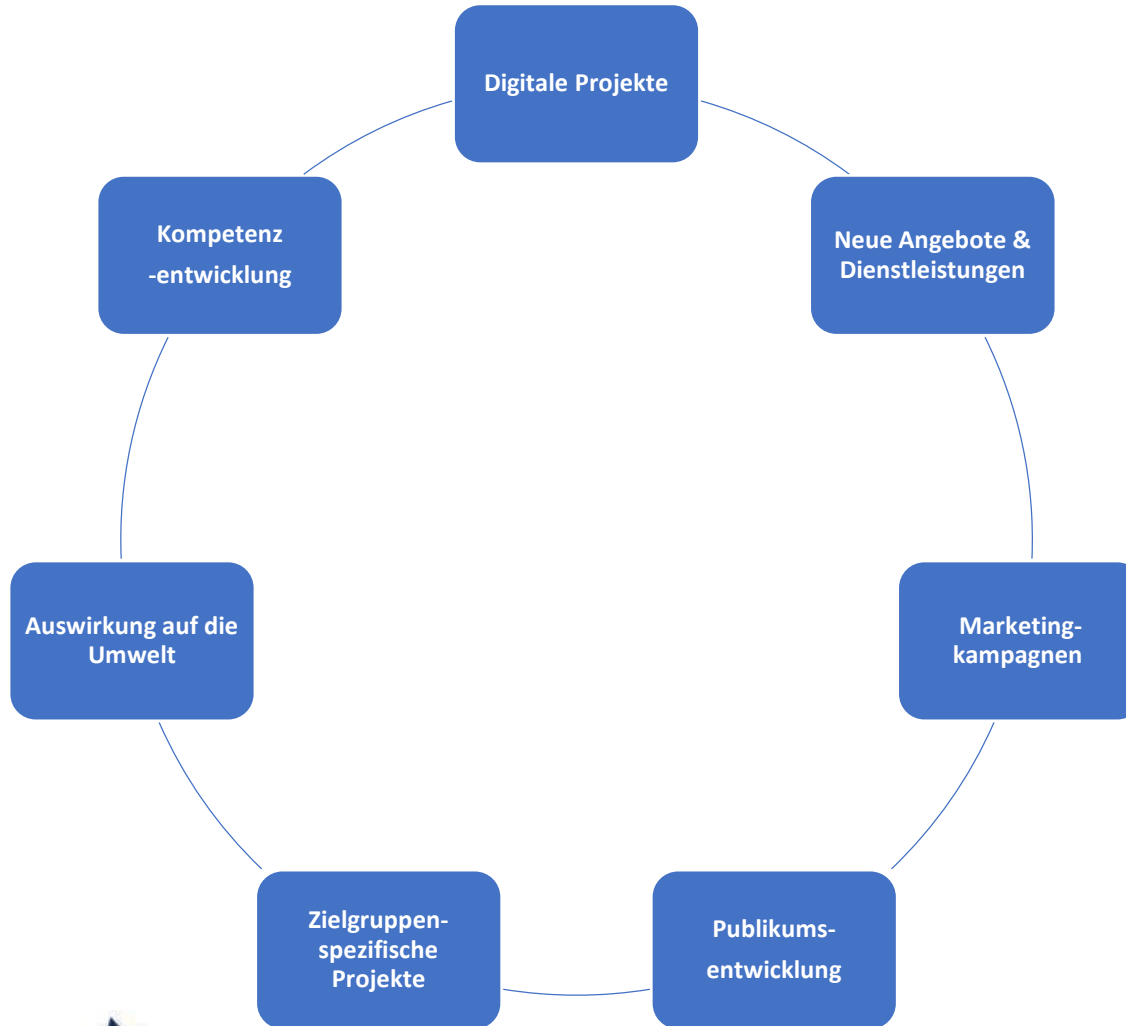 Digitale Projekte
Neue Angebote &
Dienstleistungen
Marketing-
kampagnen
Publikums-
entwicklung
Zielgruppen-
spezifische
Projekte
Auswirkung auf die
Umwelt
Kompetenz
-entwicklung